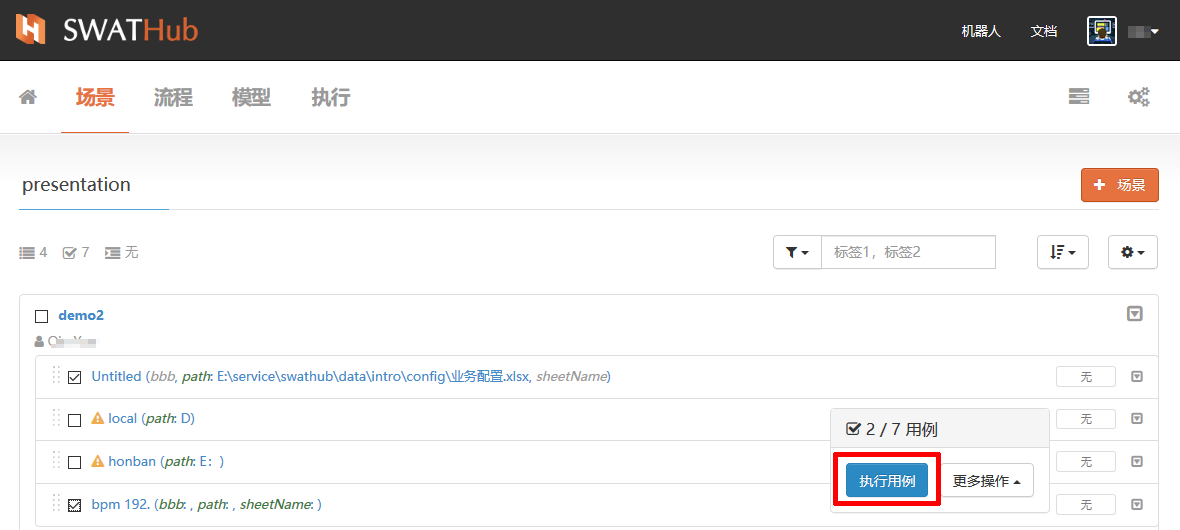 SWATHub
机器人 文档
场景 流程 模型 执行
presentation
+ 场景
4 7 无
标签1，标签2
demo2
Untitled (bbb, path: E:\service\swathub\data\intro\config\业务配置.xlsx, sheetName) 无
local (path: D) 无
2 / 7 用例
honban (path: E: ) 无
执行用例 更多操作
bpm 192. (bbb: , path: , sheetName: ) 无